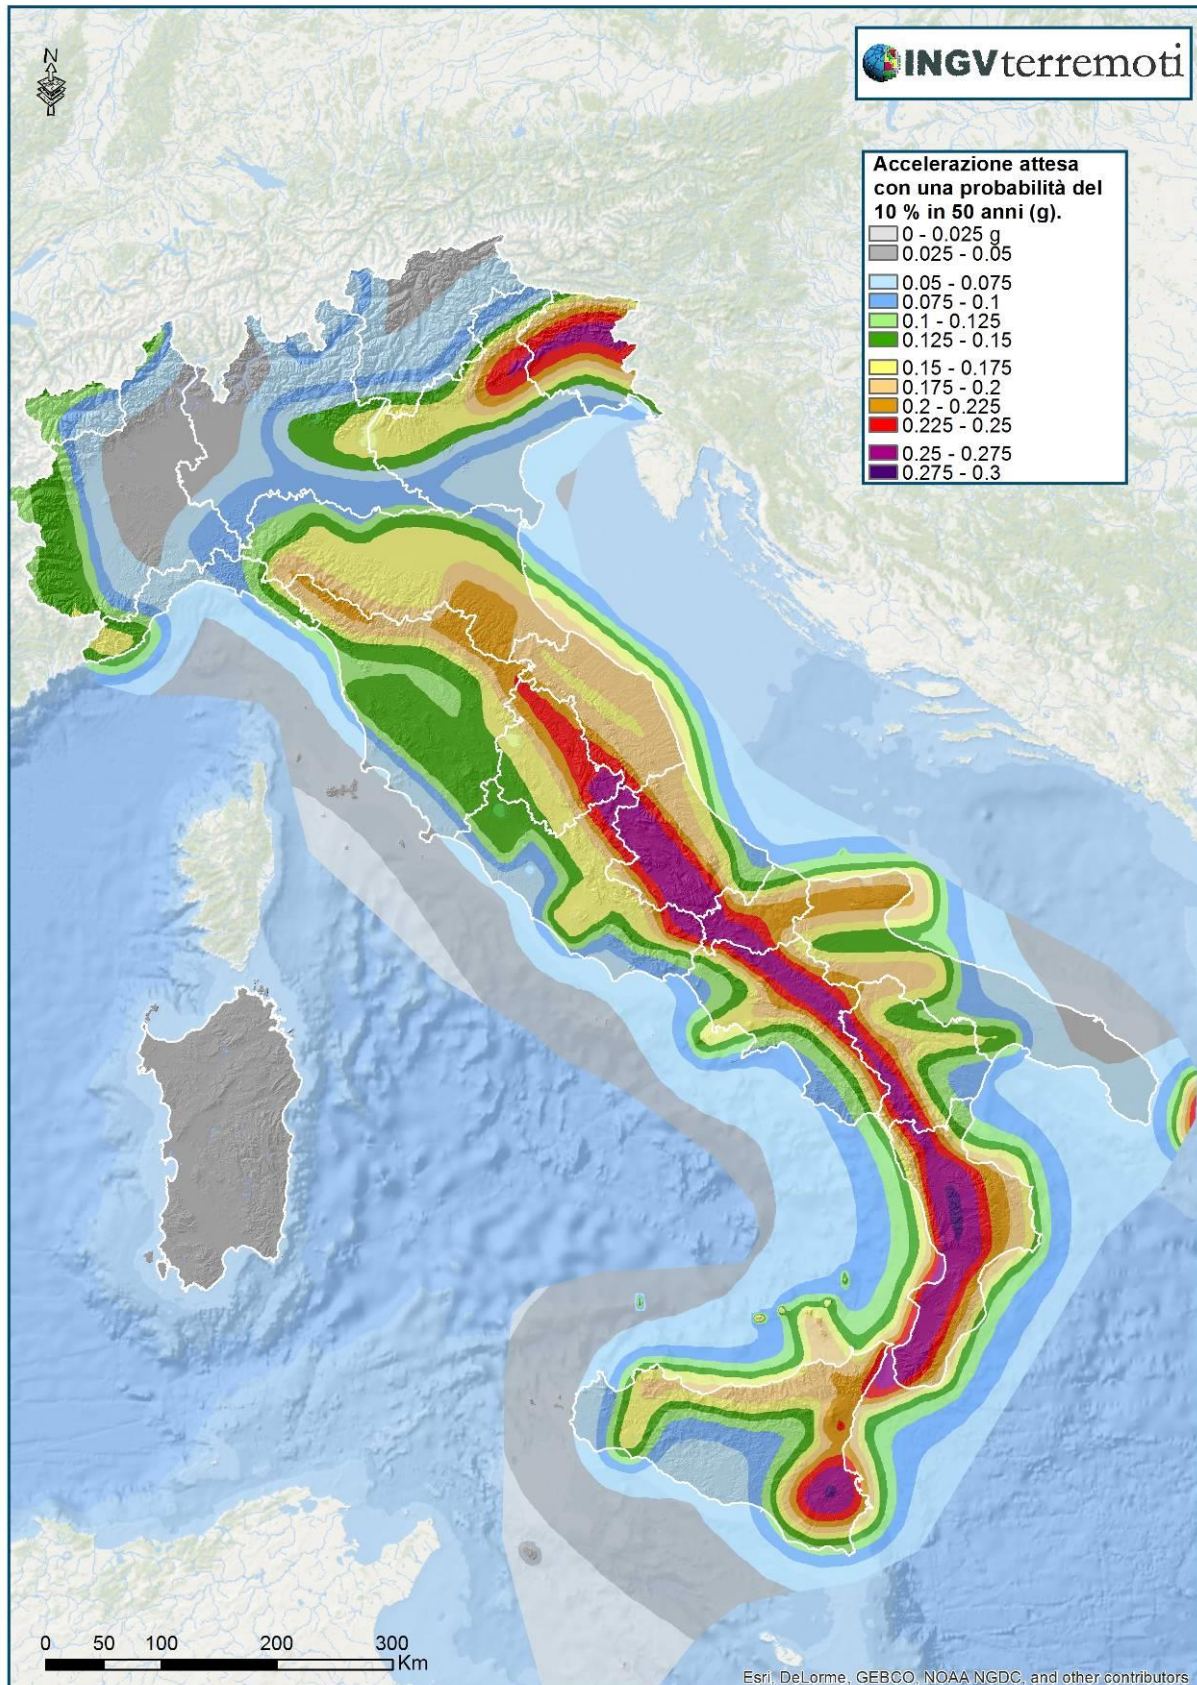 N
INGVterremoti
Accelerazione attesa
con una probabilità del
10 % in 50 anni (g).
0 - 0.025 g
0.025 - 0.05
0.05 - 0.075
0.075 - 0.1
0.1 - 0.125
0.125 - 0.15
0.15 - 0.175
0.175 - 0.2
0.2 - 0.225
0.225 - 0.25
0.25 - 0.275
0.275 - 0.3
0 50 100 200 300
Km
Esri, DeLorme, GEBCO, NOAA NGDC, and other contributors